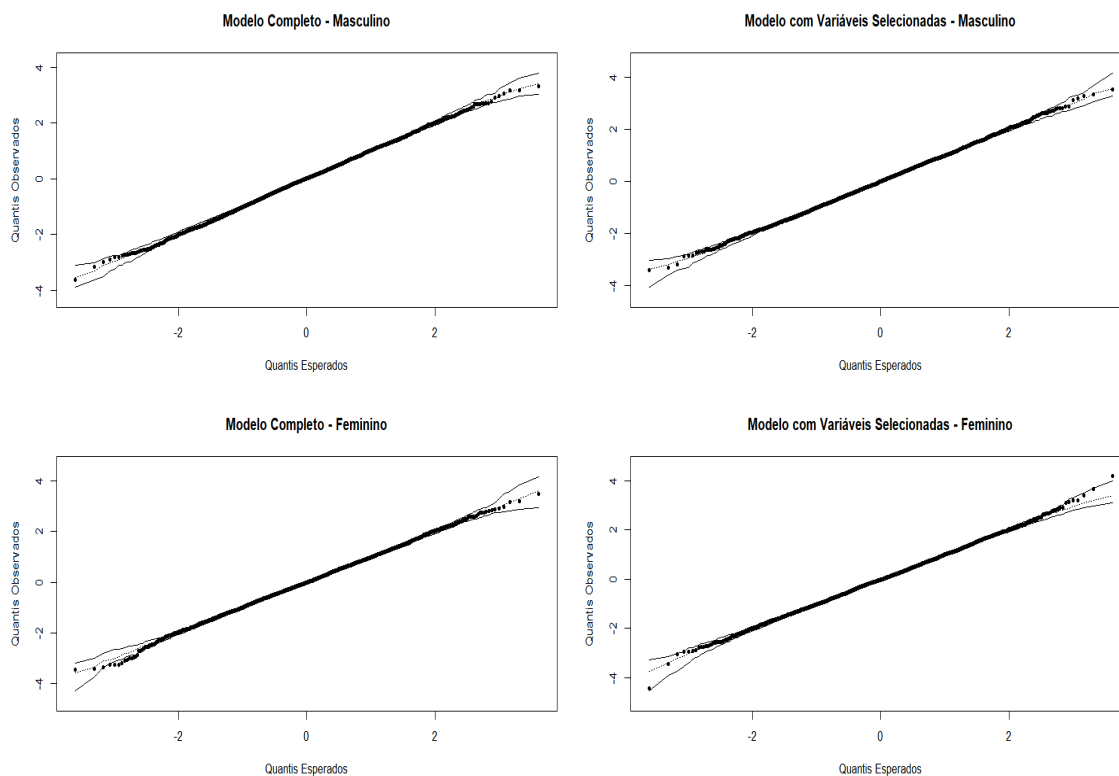 Modelo Completo - Masculino
Quantis Observados
4
2
0
-2
-4
-2
0
2
Quantis Esperados
Modelo com Variáveis Selecionadas - Masculino
Quantis Observados
4
2
0
-2
-4
-2
0
2
Quantis Esperados
Modelo Completo - Feminino
Quantis Observados
4
2
0
-2
-4
-2
0
2
Quantis Esperados
Modelo com Variáveis Selecionadas - Feminino
Quantis Observados
4
2
0
-2
-4
-2
0
2
Quantis Esperados